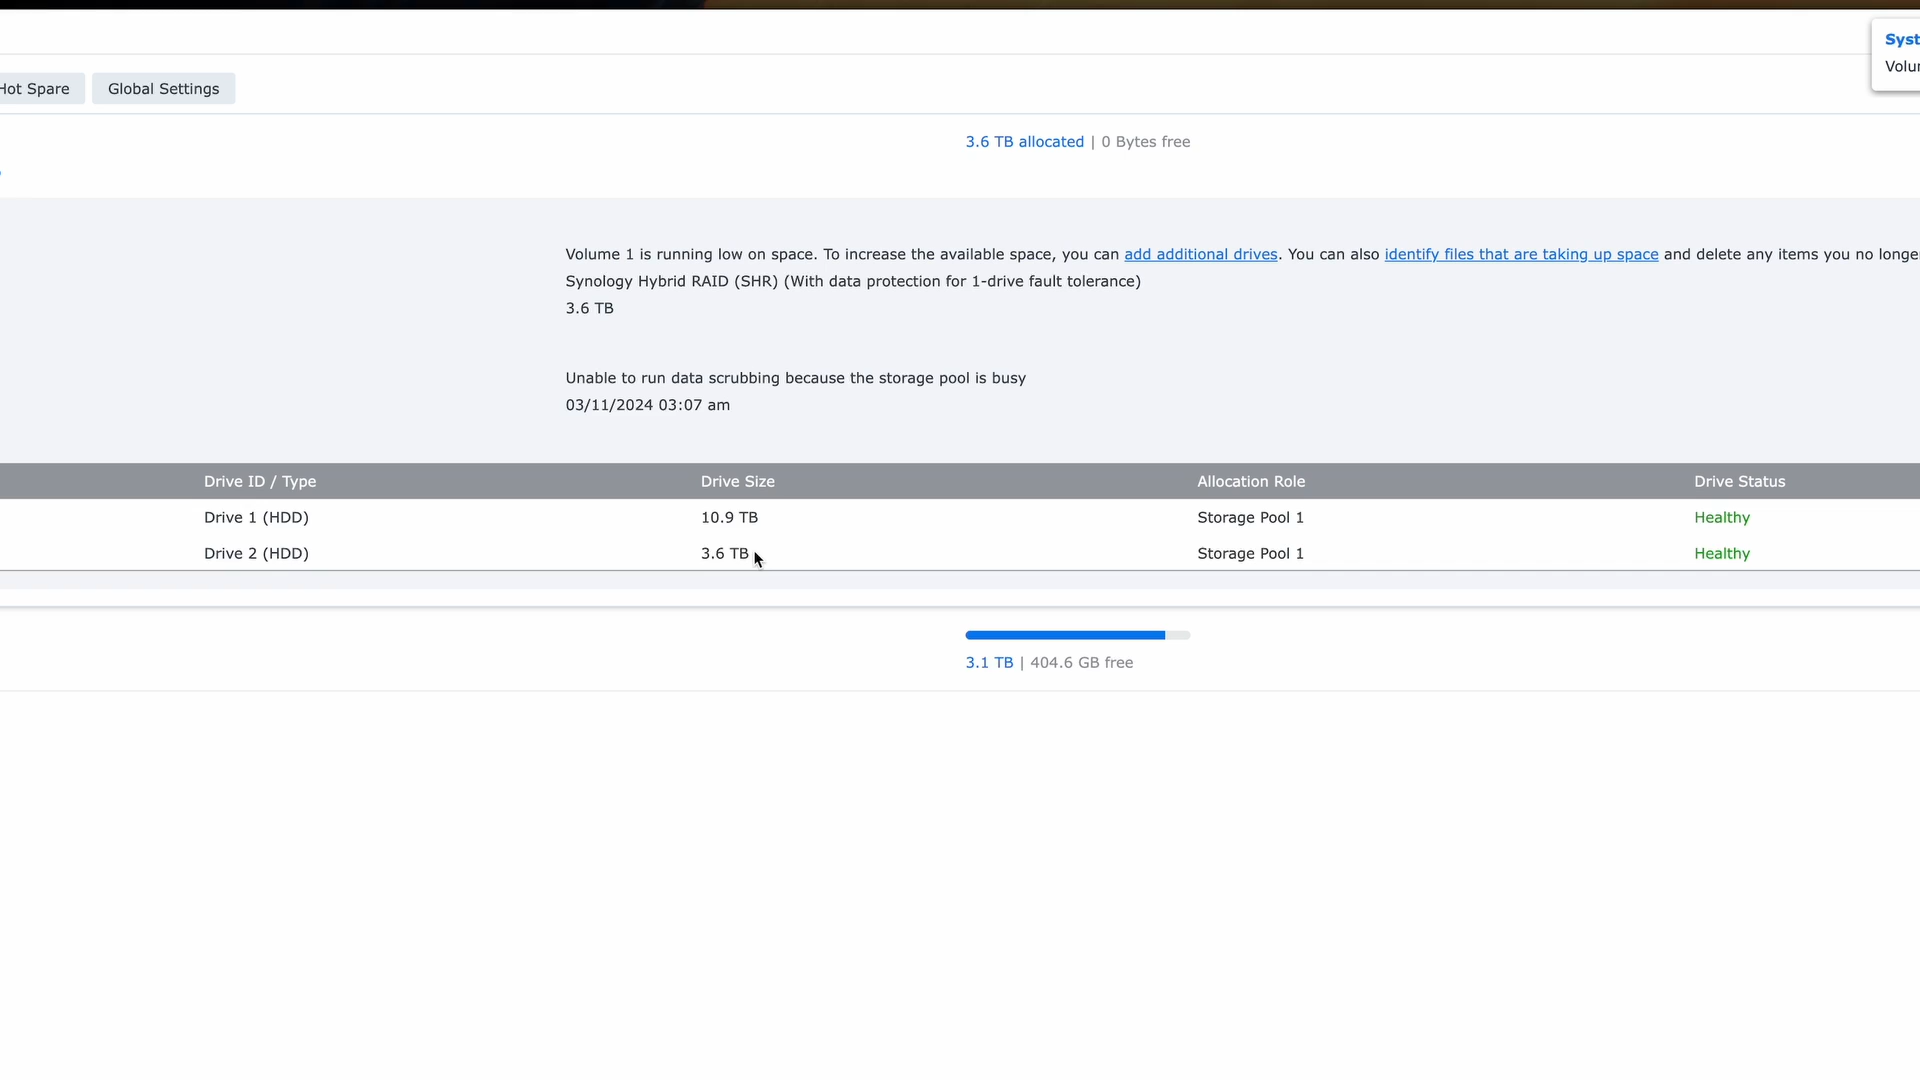 Syst
Volu
Hot Spare
Global Settings
3.6 TB allocated | 0 Bytes free
Volume 1 is running low on space. To increase the available space, you can add additional drives. You can also identify files that are taking up space and delete any items you no longe
Synology Hybrid RAID (SHR) (With data protection for 1-drive fault tolerance)
3.6 TB
Unable to run data scrubbing because the storage pool is busy
03/11/2024 03:07 am
Drive ID / Type Drive Size Allocation Role Drive Status
Drive 1 (HDD) 10.9 TB Storage Pool 1 Healthy
Drive 2 (HDD) 3.6 TB Storage Pool 1 Healthy
3.1 TB | 404.6 GB free